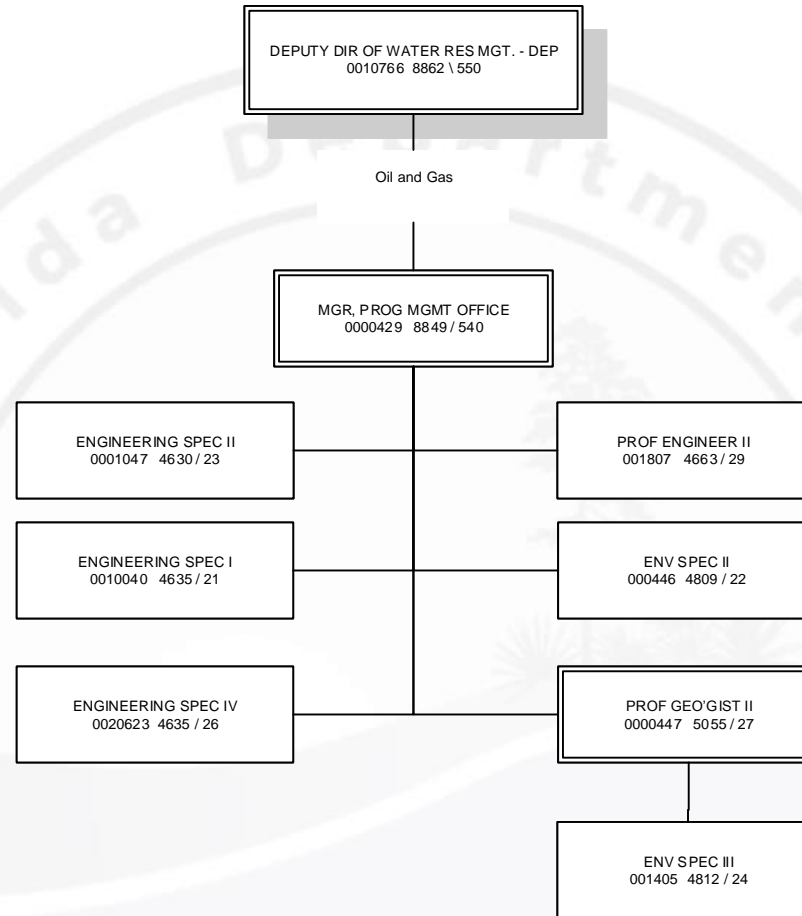 DEPUTY DIR OF WATER RES MGT. - DEP
0010766 8862 \ 550
Oil and Gas
MGR, PROG MGMT OFFICE
0000429 8849 / 540
ENGINEERING SPEC II
0001047 4630 / 23
PROF ENGINEER II
001807 4663 / 29
ENGINEERING SPEC I
0010040 4635 / 21
ENV SPEC II
000446 4809 / 22
ENGINEERING SPEC IV
0020623 4635 / 26
PROF GEO'GIST II
0000447 5055 / 27
ENV SPEC III
001405 4812 / 24
ida Departmen